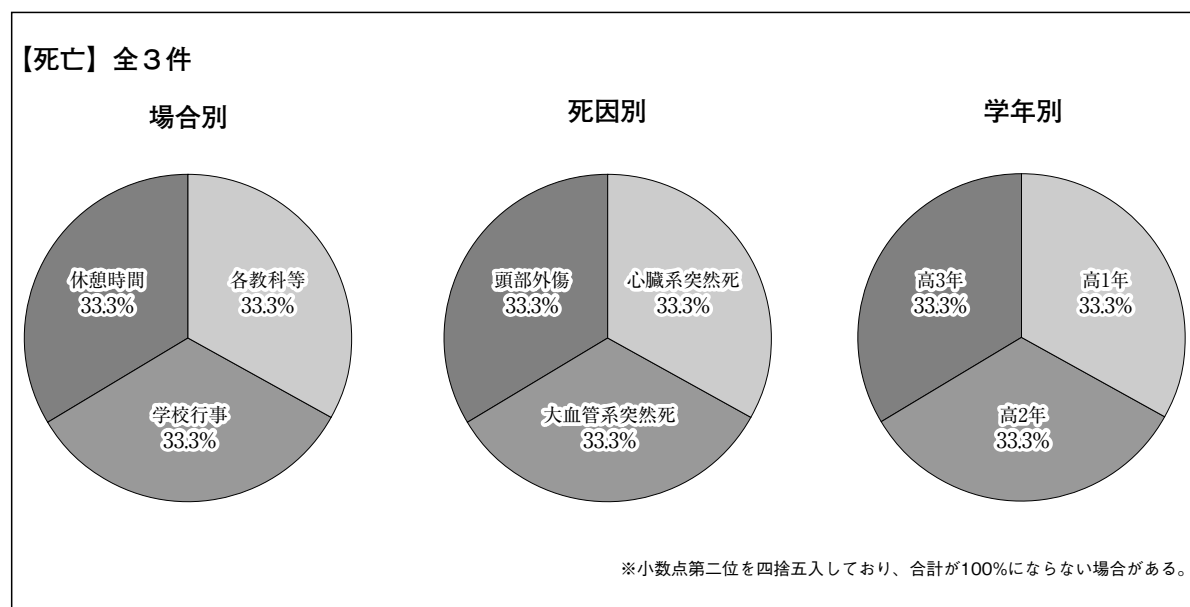 【死亡】全３件
場合別
休憩時間
33.3%
各教科等
33.3%
学校行事
33.3%
死因別
頭部外傷
33.3%
心臓系突然死
33.3%
大血管系突然死
33.3%
学年別
高3年
33.3%
高1年
33.3%
高2年
33.3%
※小数点第二位を四捨五入しており、合計が100%にならない場合がある。